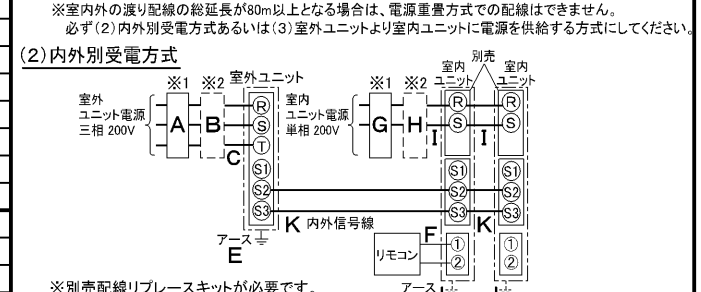 ※室内外の渡り配線の総延長が80m以上となる場合は、電源重畳方式での配線はできません。
必ず(2)内外別受電方式あるいは(3)室外ユニットより室内ユニットに電源を供給する方式にしてください。
(2)内外別受電方式
別売
※1 ※2 室外ユニット
※1 ※2 室内ユニット 室内ユニット
室外
ユニット電源
三相 200V
A B C
R
S
T
S1
S2
S3
室内
ユニット電源
単相 200V
G H I I
R
S
S1
S2
S3
R
S
S1
S2
S3
K 内外信号線
K
アース
E
リモコン
F
①
②
①
②
※別売配線リプレースキットが必要です。
アース